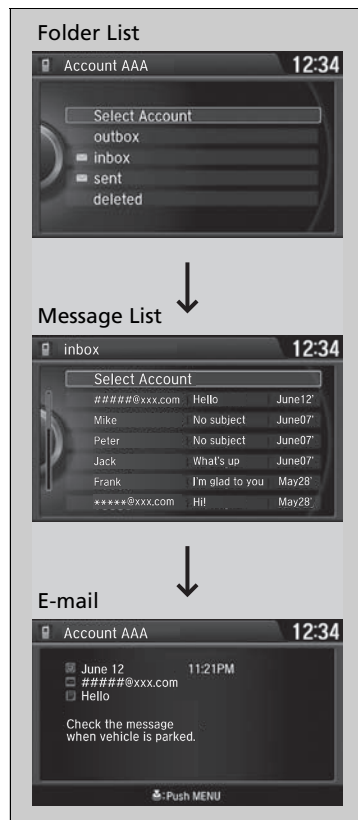 Folder List
Account AAA 12:34
Select Account
outbox
inbox
sent
deleted
Message List
inbox 12:34
Select Account
#####@xxx.com Hello June12'
Mike No subject June07'
Peter No subject June07'
Jack What's up June07'
Frank I'm glad to you May28'
*****@xxx.com Hi! May28'
E-mail
Account AAA 12:34
June 12 11:21PM
#####@xxx.com
Hello
Check the message
when vehicle is parked.
:Push MENU